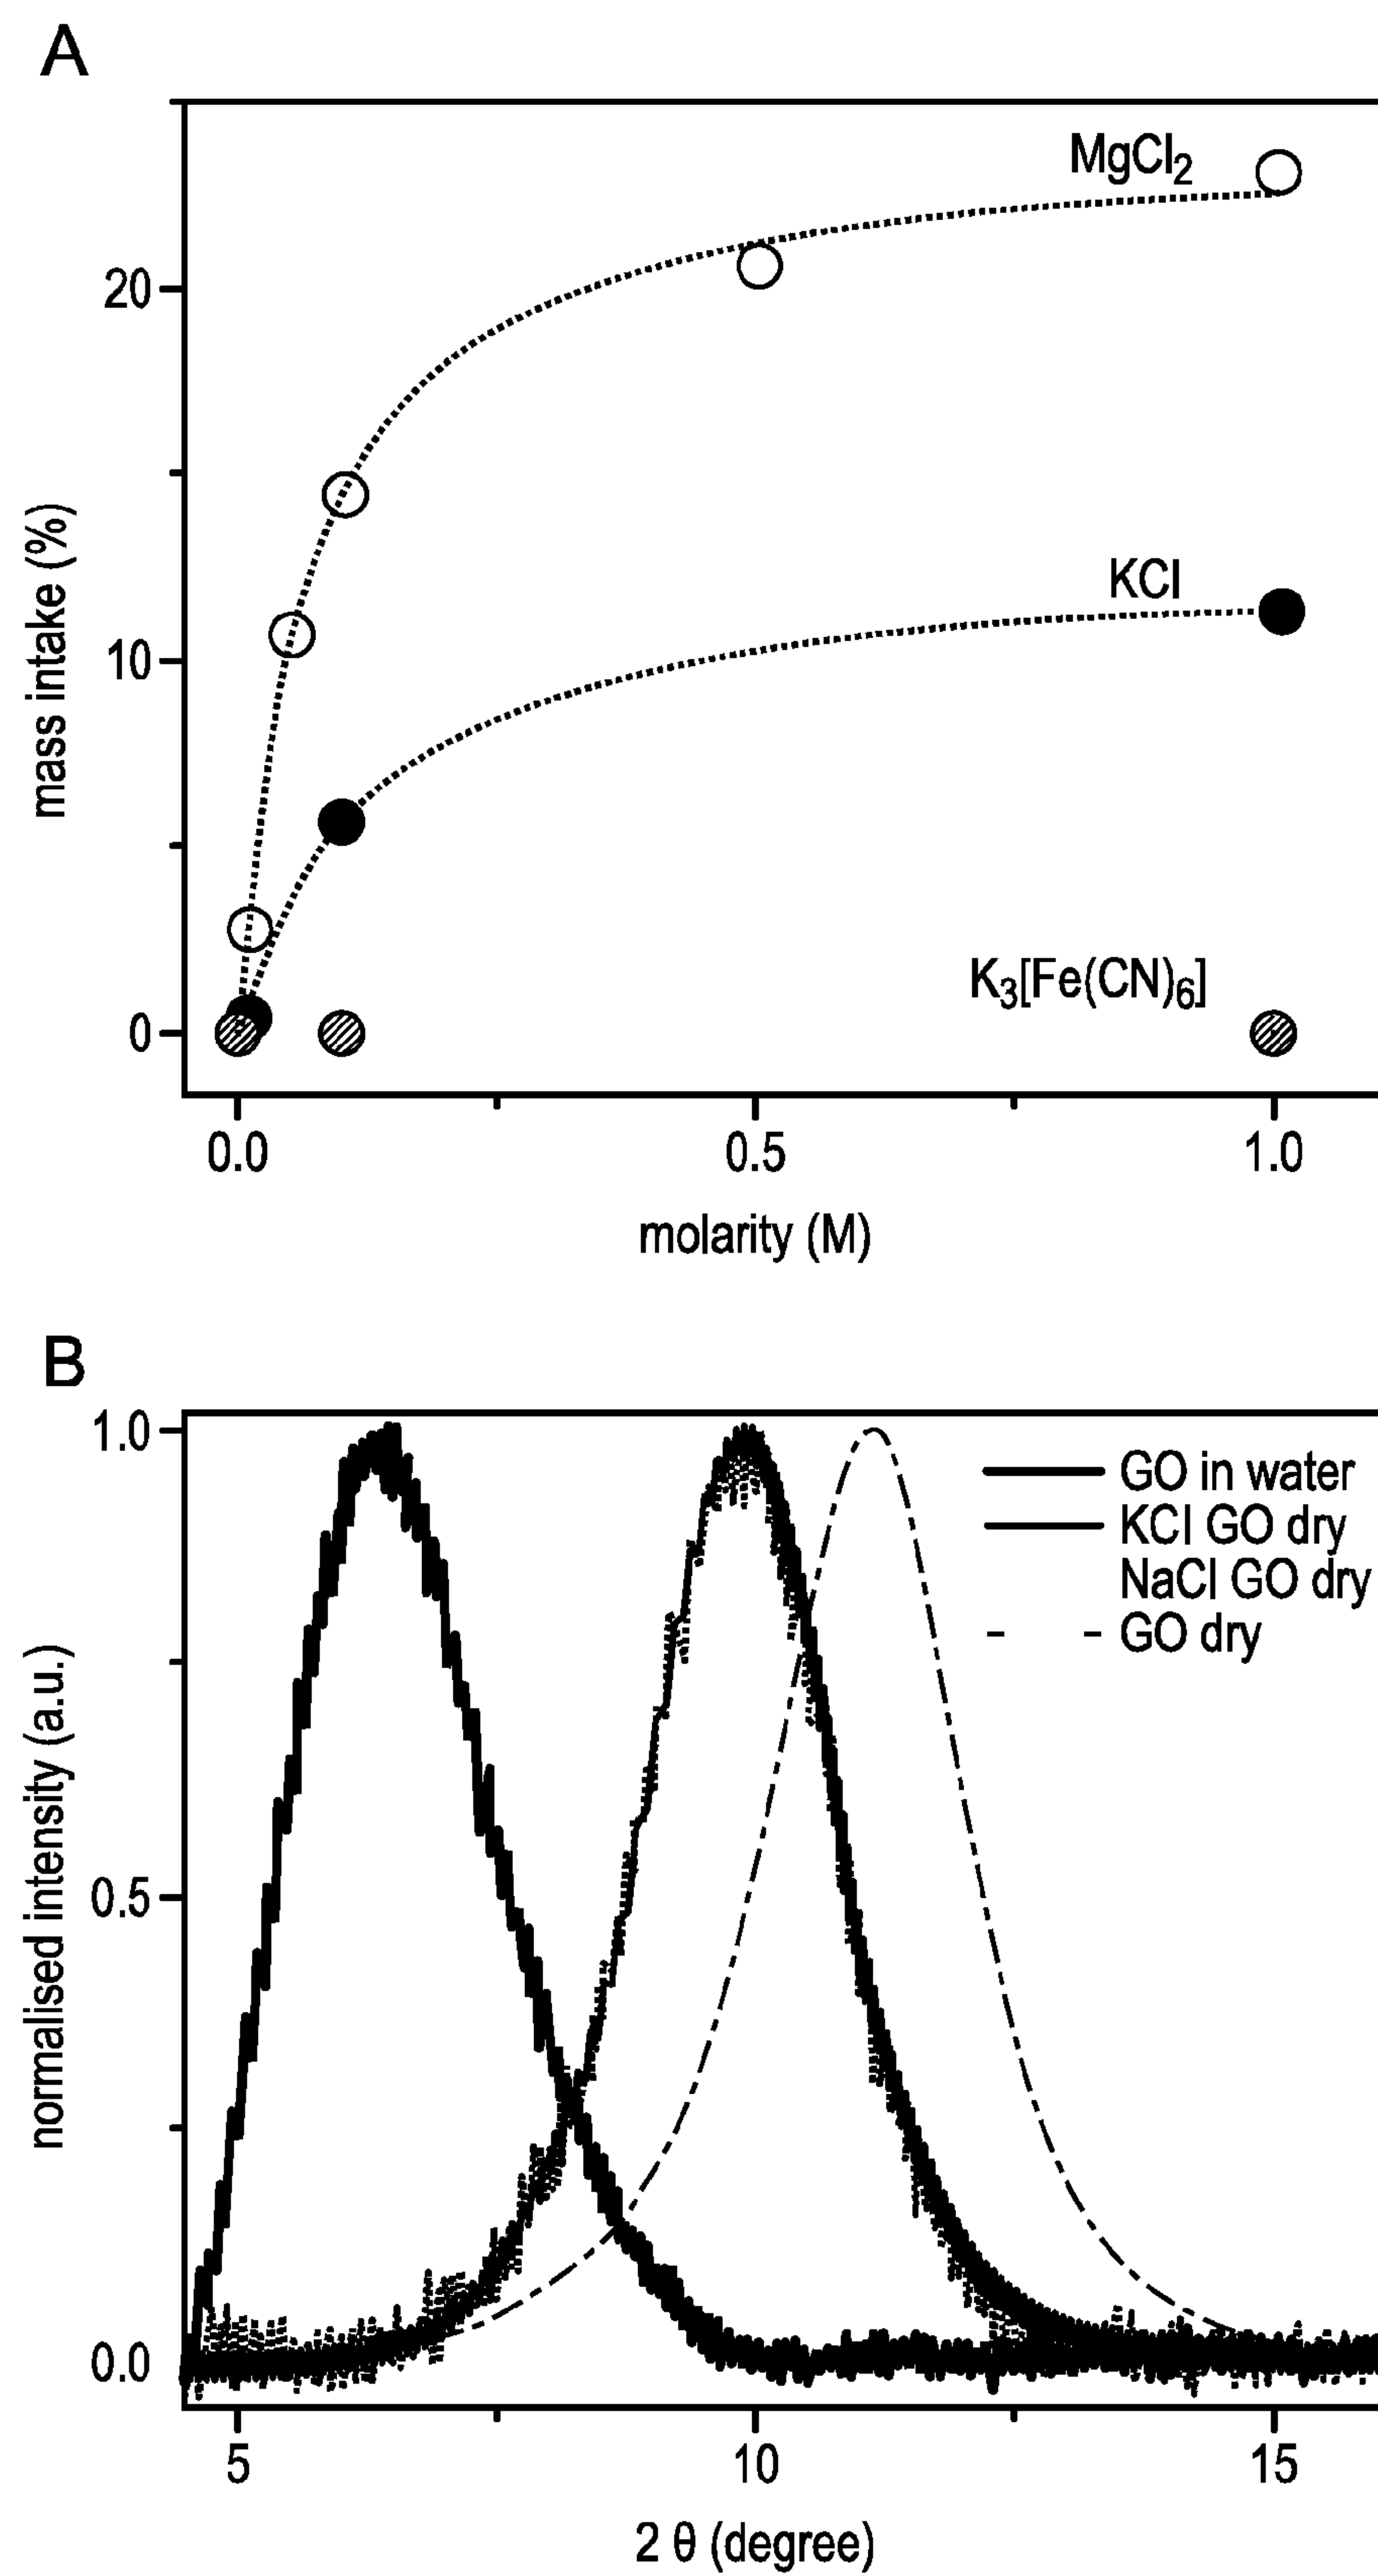 A
MgCl2
20
KCl
10
K3[Fe(CN)6]
0
mass intake (%)
0.0 0.5 1.0
molarity (M)
B
1.0
GO in water
KCl GO dry
NaCl GO dry
GO dry
0.5
normalised intensity (a.u.)
0.0
5 10 15
2 θ (degree)